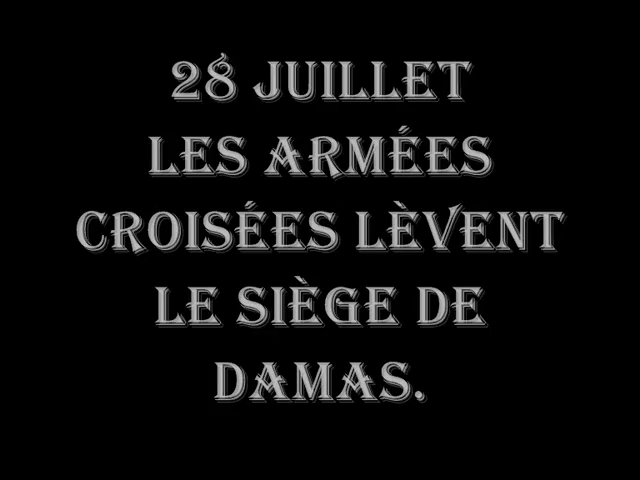 28 JUILLET
LES ARMÉES
CROISÉES LÈVENT
LE SIÈGE DE
DAMAS.